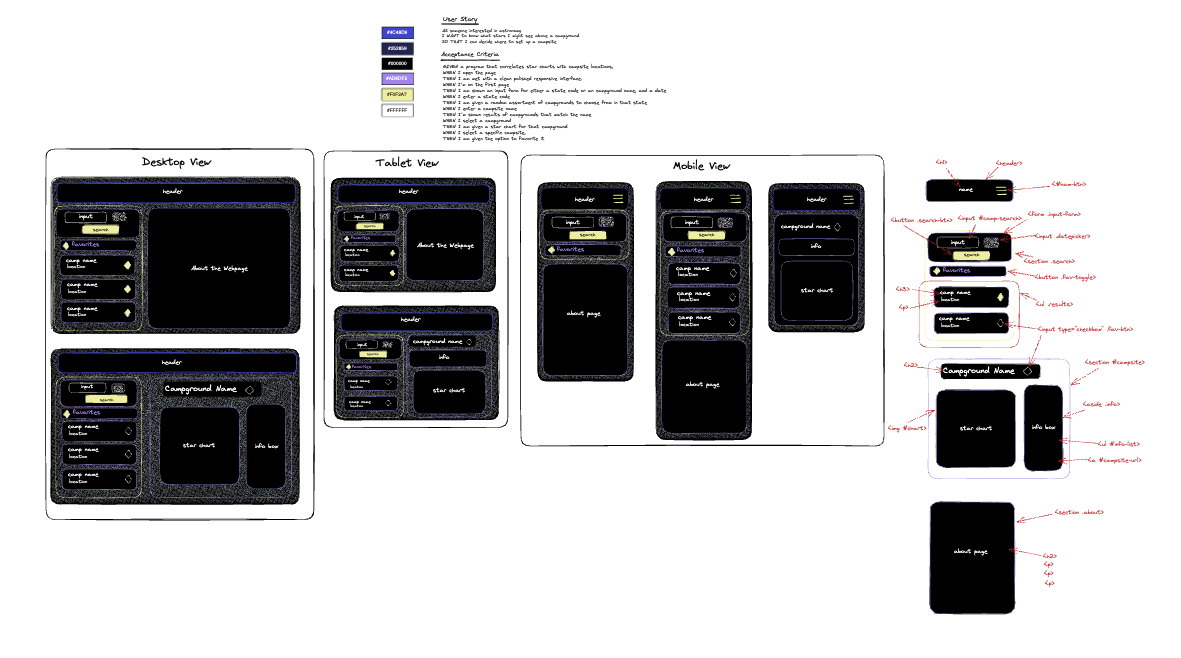 User Story
AS someone interested in astronomy
I WANT to know what stars I might see above a campground
SO THAT I can decide where to set up a campsite
Acceptance Criteria
GIVEN a program that correlates star charts with campsite locations,
WHEN I open the page
THEN I am met with a clean polished responsive interface.
WHEN I'm on the first page
THEN I am shown an input form for either a state code or an campground name, and a date
WHEN I enter a state code
THEN I am given a random assortment of campgrounds to choose from in that state
WHEN I enter a campsite name
THEN I'm shown results of campgrounds that match the name
WHEN I select a campground
THEN I am given a star chart for that campground
WHEN I select a specific campsite,
THEN I am given the option to favorite it
#4C49C9
#252859
#000000
#FFFFFF
Desktop View
header
input
search
Favorites
camp name
location
camp name
location
camp name
location
About the Webpage
header
input
search
Favorites
camp name
location
camp name
location
camp name
location
Campground Name
star chart
info box
Tablet View
header
input
search
Favorites
camp name
location
camp name
location
About the Webpage
header
input
search
Favorites
camp name
location
camp name
location
campground name
info
star chart
Mobile View
header
input
search
Favorites
about page
header
input
search
Favorites
camp name
location
camp name
location
camp name
location
about page
header
campground name
info
star chart
<h1>
<header>
name
<#ham-btn>
<button .search-btn>
<input #camp-search>
<form .input-form>
input
<input .datepicker>
search
<section .search>
Favorites
<button .fav-toggle>
<h3>
camp name
location
<p>
<ul .results>
camp name
location
<input type="checkbox" .fav-btn>
<h2>
Campground Name
<section #campsite>
<aside .info>
<img #chart>
star chart
info box
<ul #info-list>
<a #campsite-url>
<section .about>
about page
<h2>
<p>
<p>
<p>